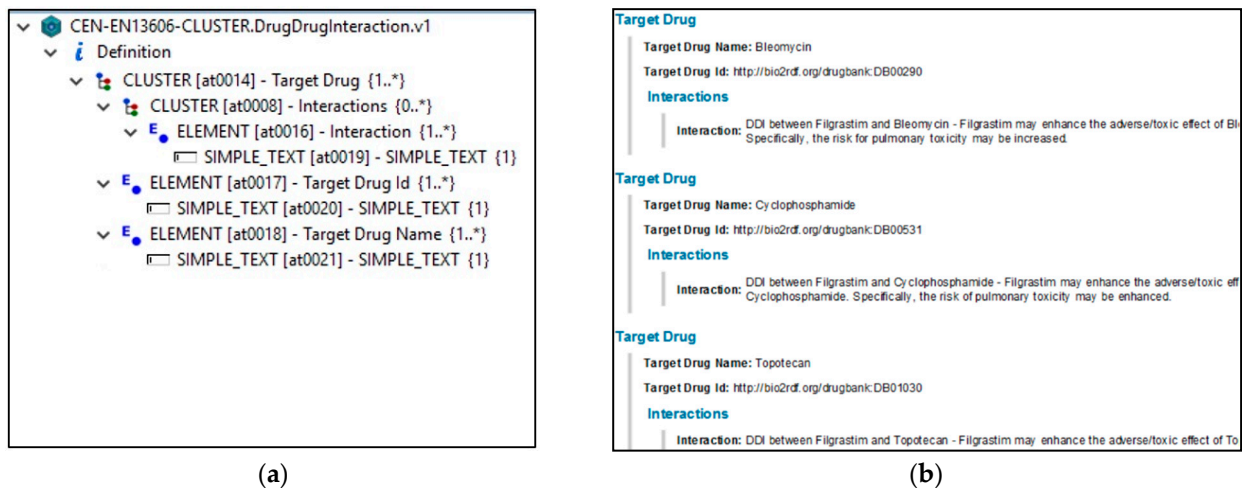 CEN-EN13606-CLUSTER.DrugDrugInteraction.v1
Definition
CLUSTER [at0014] - Target Drug {1..*}
CLUSTER [at0008] - Interactions {0..*}
ELEMENT [at0016] - Interaction {1..*}
SIMPLE_TEXT [at0019] - SIMPLE_TEXT {1}
ELEMENT [at0017] - Target Drug Id {1..*}
SIMPLE_TEXT [at0020] - SIMPLE_TEXT {1}
ELEMENT [at0018] - Target Drug Name {1..*}
SIMPLE_TEXT [at0021] - SIMPLE_TEXT {1}
(a)
Target Drug
Target Drug Name: Bleomycin
Target Drug Id: http://bio2rdf.org/drugbank:DB00290
Interactions
Interaction: DDI between Filgrastim and Bleomycin - Filgrastim may enhance the adverse/toxic effect of Bl
Specifically, the risk for pulmonary toxicity may be increased.
Target Drug
Target Drug Name: Cyclophosphamide
Target Drug Id: http://bio2rdf.org/drugbank:DB00531
Interactions
Interaction: DDI between Filgrastim and Cyclophosphamide - Filgrastim may enhance the adverse/toxic eff
Cyclophosphamide. Specifically, the risk of pulmonary toxicity may be enhanced.
Target Drug
Target Drug Name: Topotecan
Target Drug Id: http://bio2rdf.org/drugbank:DB01030
Interactions
Interaction: DDI between Filgrastim and Topotecan - Filgrastim may enhance the adverse/toxic effect of To
(b)